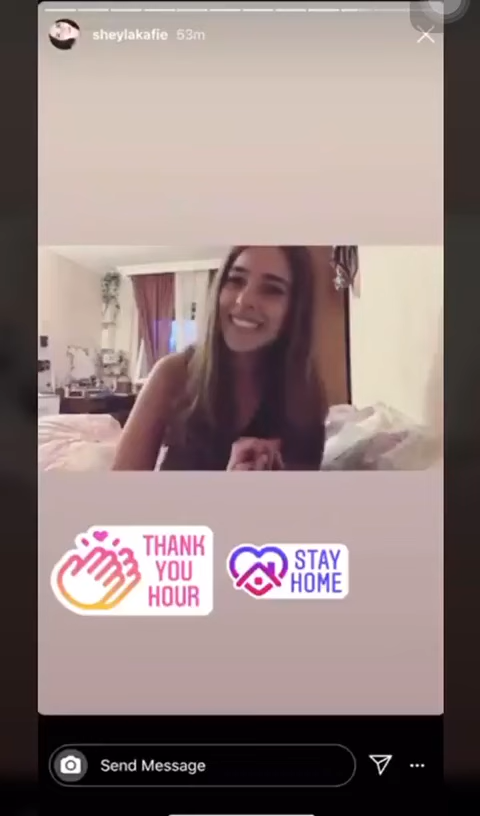 sheylakafie 53m
THANK
YOU
HOUR
STAY
HOME
Send Message